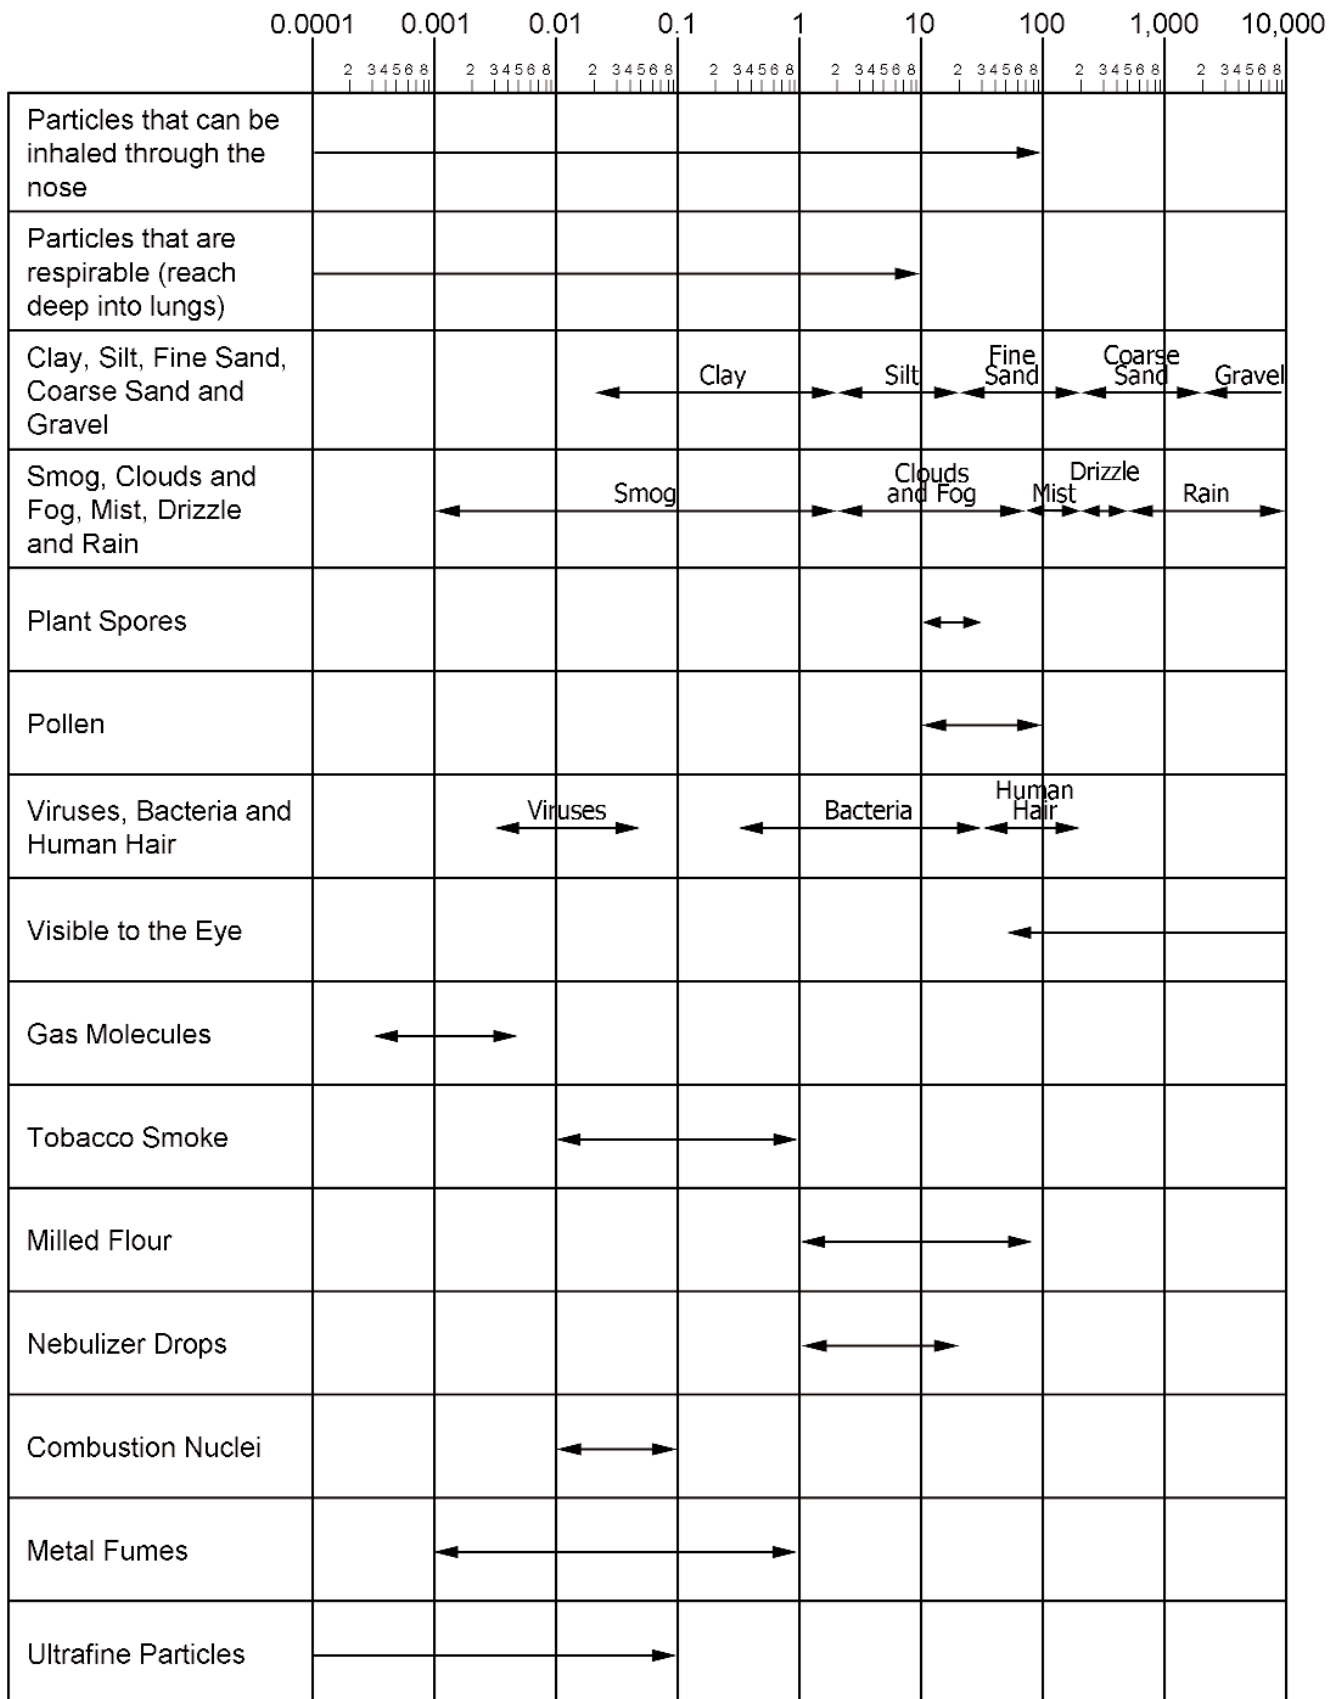 0.0001 0.001 0.01 0.1 1 10 100 1,000 10,000
2 3 4 5 6 8 2 3 4 5 6 8 2 3 4 5 6 8 2 3 4 5 6 8 2 3 4 5 6 8 2 3 4 5 6 8 2 3 4 5 6 8 2 3 4 5 6 8
Particles that can be
inhaled through the
nose
Particles that are
respirable (reach
deep into lungs)
Clay, Silt, Fine Sand,
Coarse Sand and
Gravel
Clay
Silt
Fine
Sand
Coarse
Sand
Gravel
Smog, Clouds and
Fog, Mist, Drizzle
and Rain
Smog
Clouds
and Fog
Mist
Drizzle
Rain
Plant Spores
Pollen
Viruses, Bacteria and
Human Hair
Viruses
Bacteria
Human
Hair
Visible to the Eye
Gas Molecules
Tobacco Smoke
Milled Flour
Nebulizer Drops
Combustion Nuclei
Metal Fumes
Ultrafine Particles